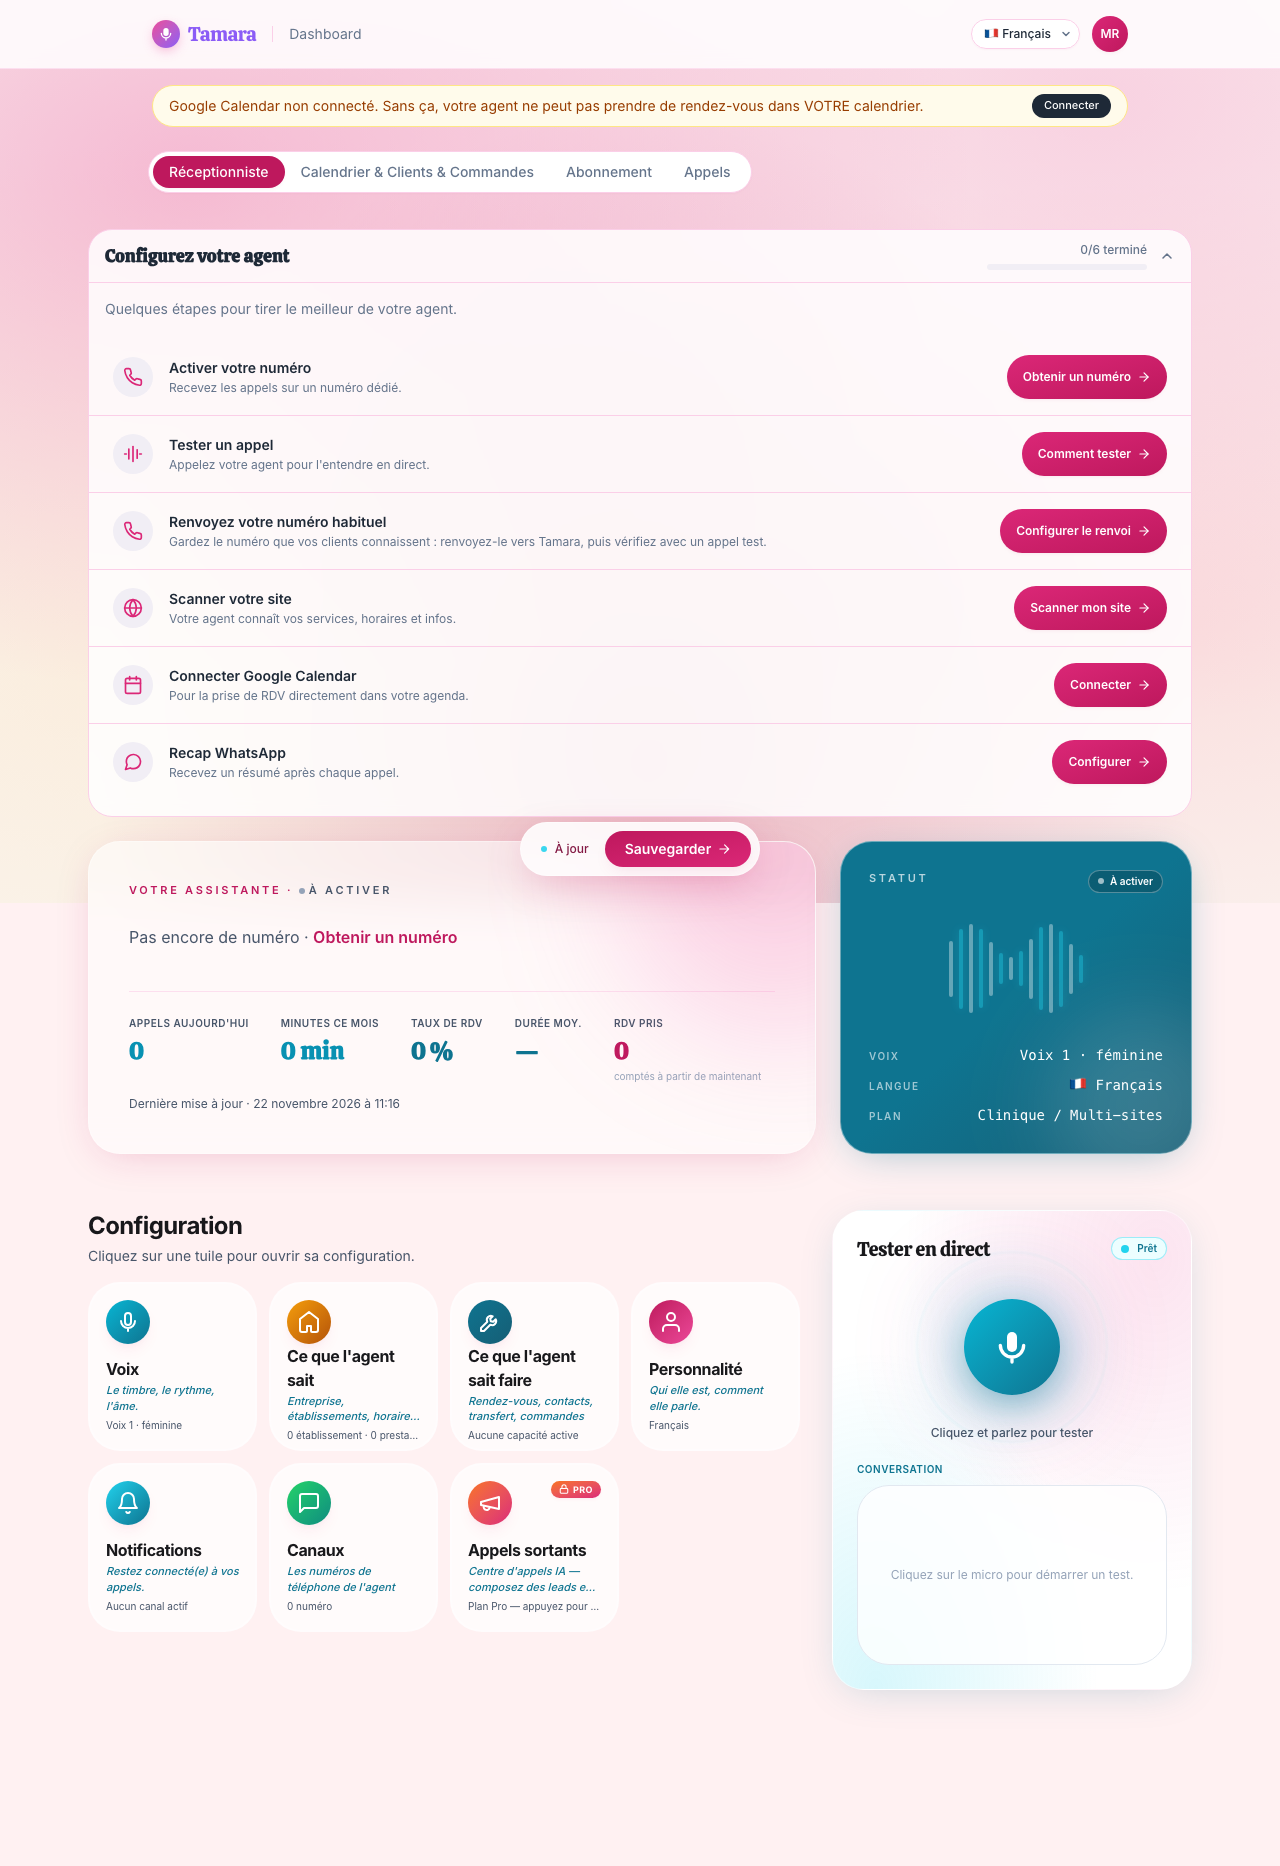 Tamara
Dashboard
Français
MR
Google Calendar non connecté. Sans ça, votre agent ne peut pas prendre de rendez-vous dans VOTRE calendrier.
Connecter
Réceptionniste
Calendrier & Clients & Commandes
Abonnement
Appels
Configurez votre agent
0/6 terminé
Quelques étapes pour tirer le meilleur de votre agent.
Activer votre numéro
Recevez les appels sur un numéro dédié.
Obtenir un numéro
Tester un appel
Appelez votre agent pour l'entendre en direct.
Comment tester
Renvoyez votre numéro habituel
Gardez le numéro que vos clients connaissent : renvoyez-le vers Tamara, puis vérifiez avec un appel test.
Configurer le renvoi
Scanner votre site
Votre agent connaît vos services, horaires et infos.
Scanner mon site
Connecter Google Calendar
Pour la prise de RDV directement dans votre agenda.
Connecter
Recap WhatsApp
Recevez un résumé après chaque appel.
Configurer
À jour
Sauvegarder
VOTRE ASSISTANTE · À ACTIVER
Pas encore de numéro · Obtenir un numéro
APPELS AUJOURD'HUI
0
MINUTES CE MOIS
0 min
TAUX DE RDV
0 %
DURÉE MOY.
—
RDV PRIS
0
comptés à partir de maintenant
Dernière mise à jour · 22 novembre 2026 à 11:16
STATUT
À activer
VOIX
Voix 1 · féminine
LANGUE
Français
PLAN
Clinique / Multi-sites
Configuration
Cliquez sur une tuile pour ouvrir sa configuration.
Voix
Le timbre, le rythme,
l'âme.
Voix 1 · féminine
Ce que l'agent
sait
Entreprise,
établissements, horaire...
0 établissement · 0 presta...
Ce que l'agent
sait faire
Rendez-vous, contacts,
transfert, commandes
Aucune capacité active
Personnalité
Qui elle est, comment
elle parle.
Français
Notifications
Restez connecté(e) à vos
appels.
Aucun canal actif
Canaux
Les numéros de
téléphone de l'agent
0 numéro
PRO
Appels sortants
Centre d'appels IA —
composez des leads e...
Plan Pro — appuyez pour ...
Tester en direct
Prêt
Cliquez et parlez pour tester
CONVERSATION
Cliquez sur le micro pour démarrer un test.